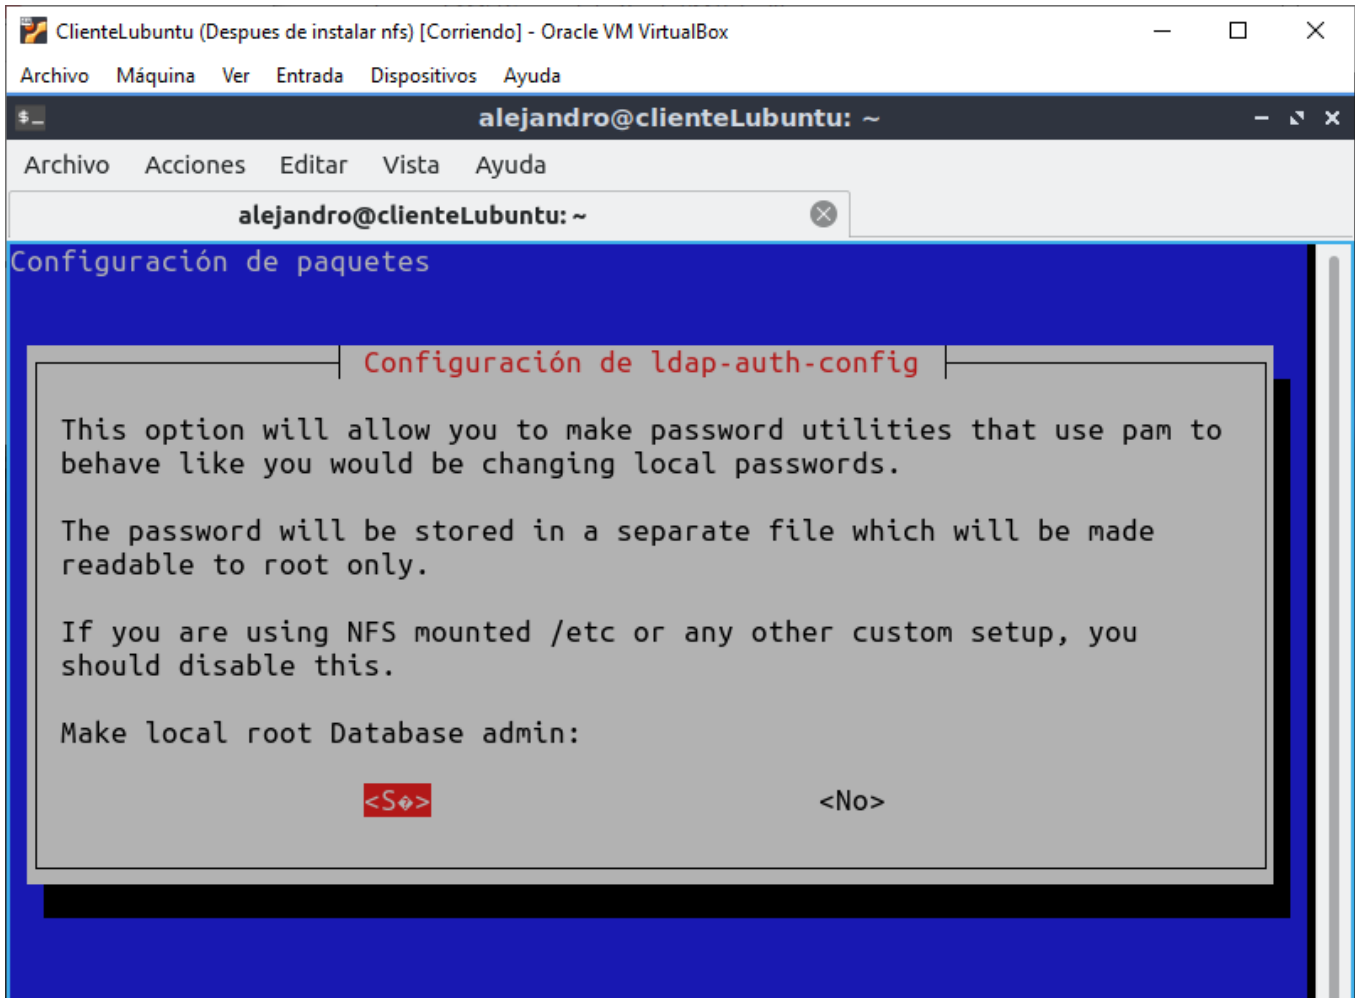 ClienteLubuntu (Despues de instalar nfs) [Corriendo] - Oracle VM VirtualBox
Archivo Máquina Ver Entrada Dispositivos Ayuda
alejandro@clienteLubuntu: ~
Archivo Acciones Editar Vista Ayuda
alejandro@clienteLubuntu: ~
Configuración de paquetes
Configuración de ldap-auth-config
This option will allow you to make password utilities that use pam to
behave like you would be changing local passwords.
The password will be stored in a separate file which will be made
readable to root only.
If you are using NFS mounted /etc or any other custom setup, you
should disable this.
Make local root Database admin:
<S�> <No>